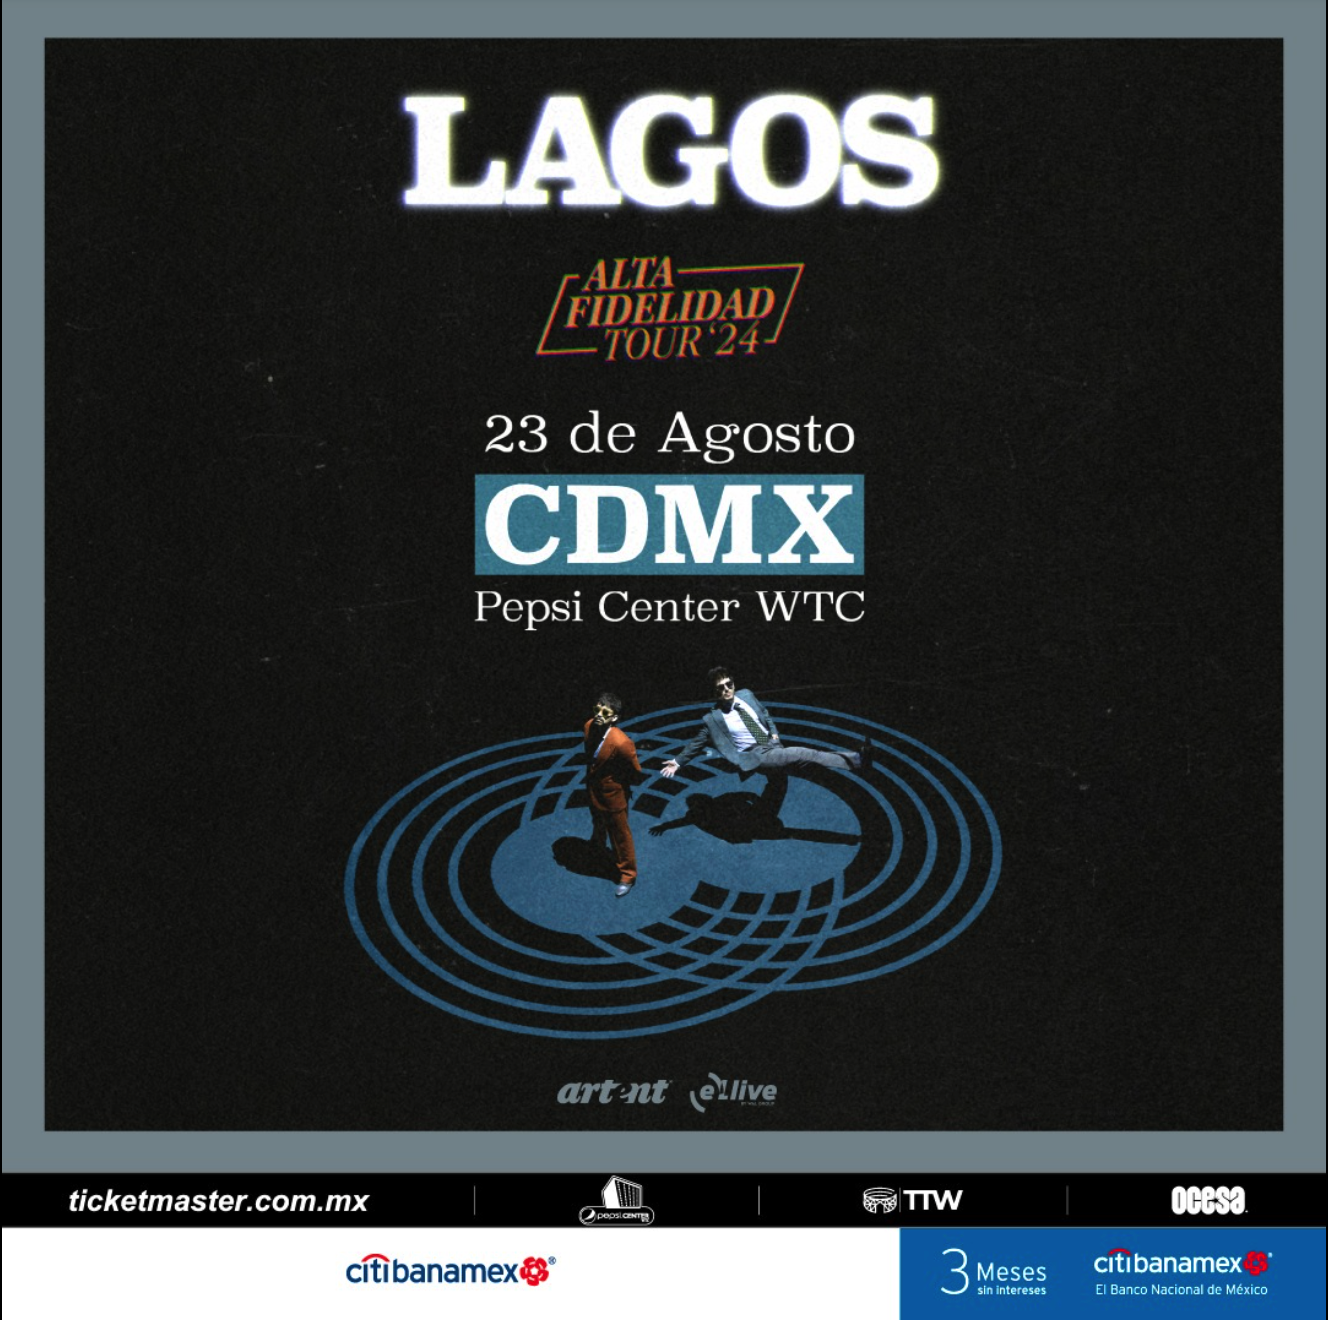 LAGOS
ALTA
FIDELIDAD
TOUR '24
23 de Agosto
CDMX
Pepsi Center WTC
artent
e1live
ticketmaster.com.mx
pepsi CENTER
TTW
OCESA
citibanamex
3 Meses
sin intereses
citibanamex
El Banco Nacional de México